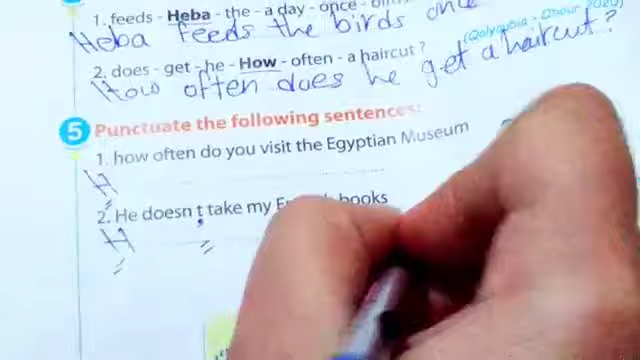 1. feeds - Heba - the - a day - once -
Heba feeds the birds once
(Qalyoubia - Qhour 2020)
2. does - get - he - How - often - a haircut ?
How often does he get a haircut ?
5 Punctuate the following sentences:
1. how often do you visit the Egyptian Museum
H
2. He doesn t take my books
H